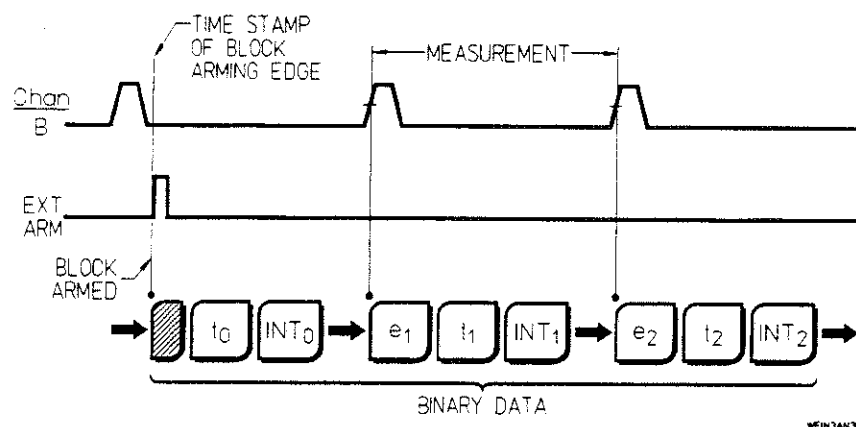 TIME STAMP
OF BLOCK
ARMING EDGE
MEASUREMENT
Chan
B
EXT
ARM
BLOCK
ARMED
t0 INT0 e1 t1 INT1 e2 t2 INT2
BINARY DATA